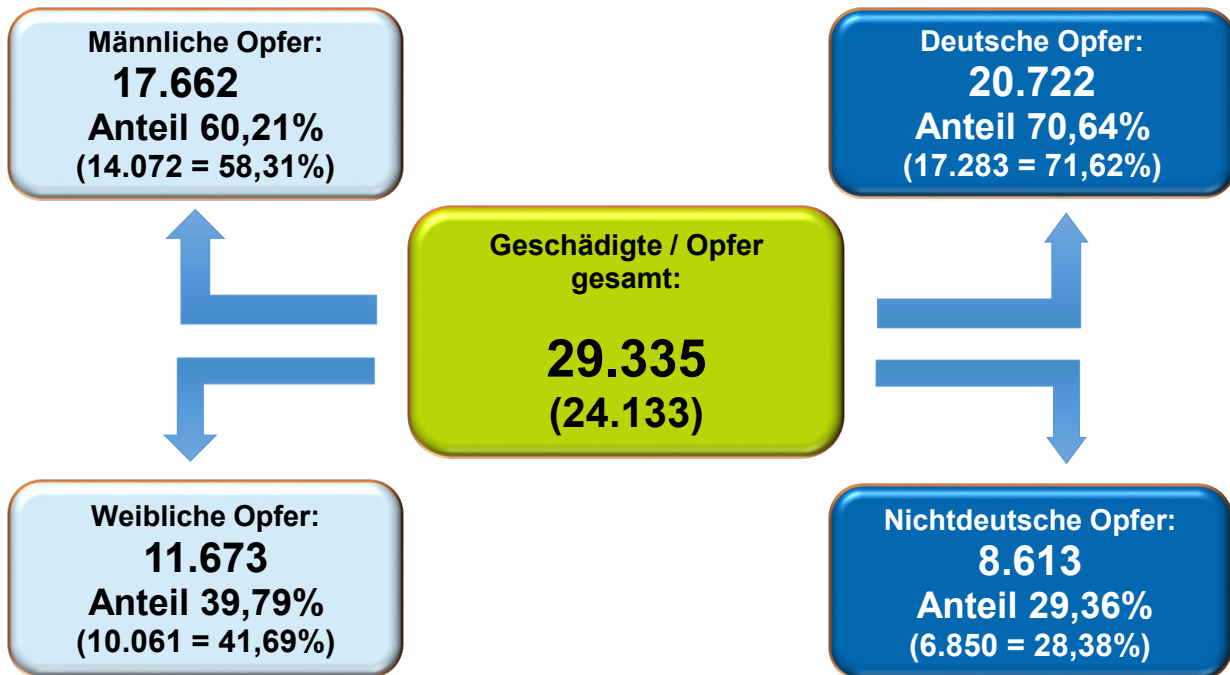 Männliche Opfer:
17.662
Anteil 60,21%
(14.072 = 58,31%)
Deutsche Opfer:
20.722
Anteil 70,64%
(17.283 = 71,62%)
Geschädigte / Opfer
gesamt:
29.335
(24.133)
Weibliche Opfer:
11.673
Anteil 39,79%
(10.061 = 41,69%)
Nichtdeutsche Opfer:
8.613
Anteil 29,36%
(6.850 = 28,38%)